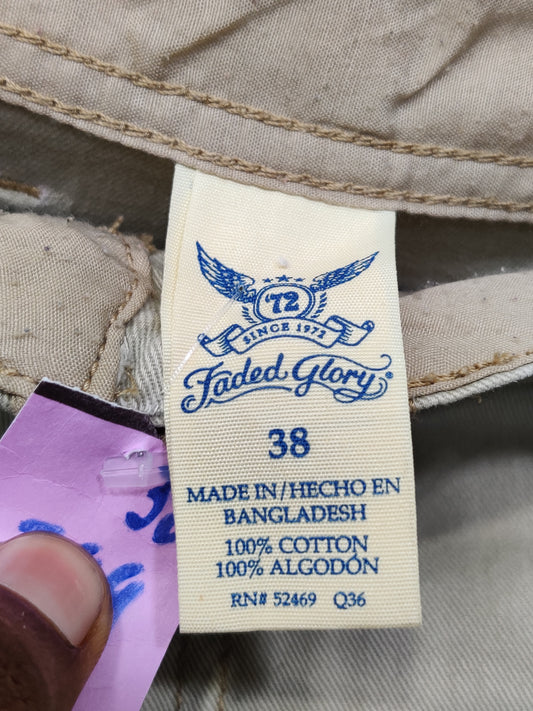 '72
SINCE 1972
Faded Glory®
38
MADE IN/HECHO EN
BANGLADESH
100% COTTON
100% ALGODÓN
RN# 52469 Q36